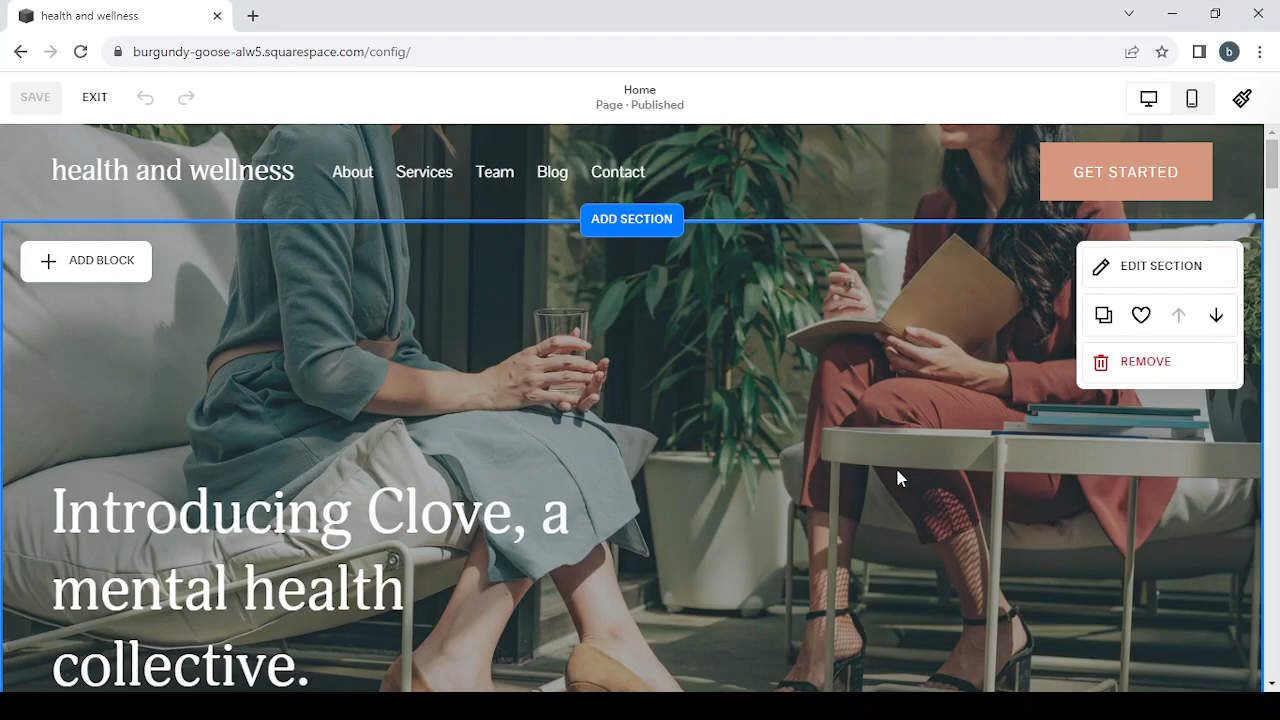 health and wellness
burgundy-goose-alw5.squarespace.com/config/
b
SAVE
EXIT
Home
Page · Published
health and wellness
About
Services
Team
Blog
Contact
GET STARTED
ADD SECTION
ADD BLOCK
EDIT SECTION
REMOVE
Introducing Clove, a
mental health
collective.